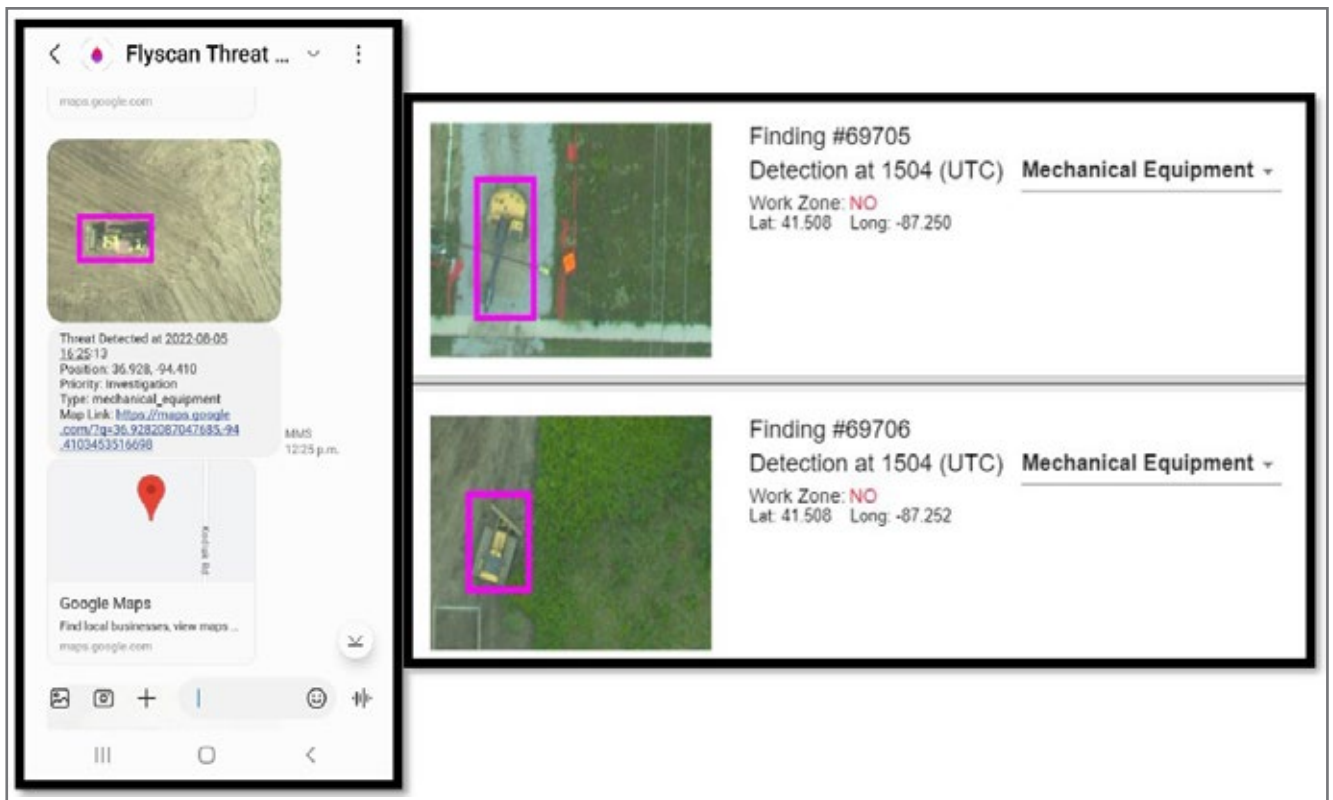 Flyscan Threat ...
maps.google.com
Threat Detected at 2022-08-05
16:25:13
Position: 36.928, -94.410
Priority: Investigation
Type: mechanical_equipment
Map Link: https://maps.google
.com/?q=36.9282087047685,-94
.4103453516698
MMS
12:25 p.m.
Kodiak Rd
Google Maps
Find local businesses, view maps ...
maps.google.com
Finding #69705
Detection at 1504 (UTC) Mechanical Equipment
Work Zone: NO
Lat: 41.508 Long: -87.250
Finding #69706
Detection at 1504 (UTC) Mechanical Equipment
Work Zone: NO
Lat: 41.508 Long: -87.252